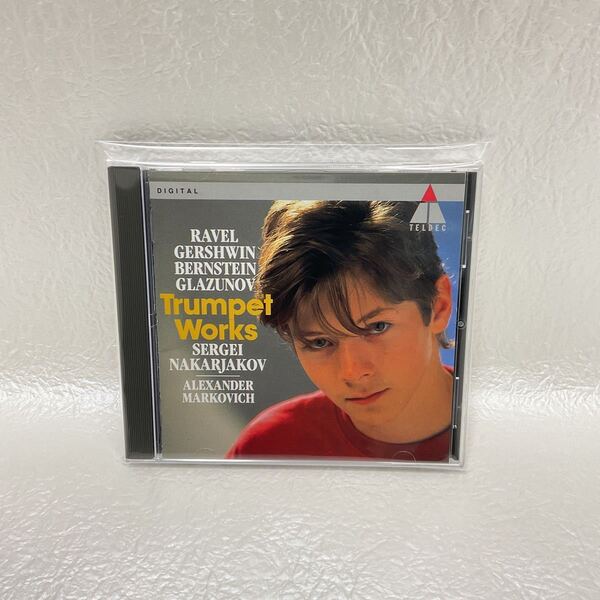 DIGITAL
TELDEC
RAVEL
GERSHWIN
BERNSTEIN
GLAZUNOV
Trumpet
Works
SERGEI
NAKARJAKOV
ALEXANDER
MARKOVICH